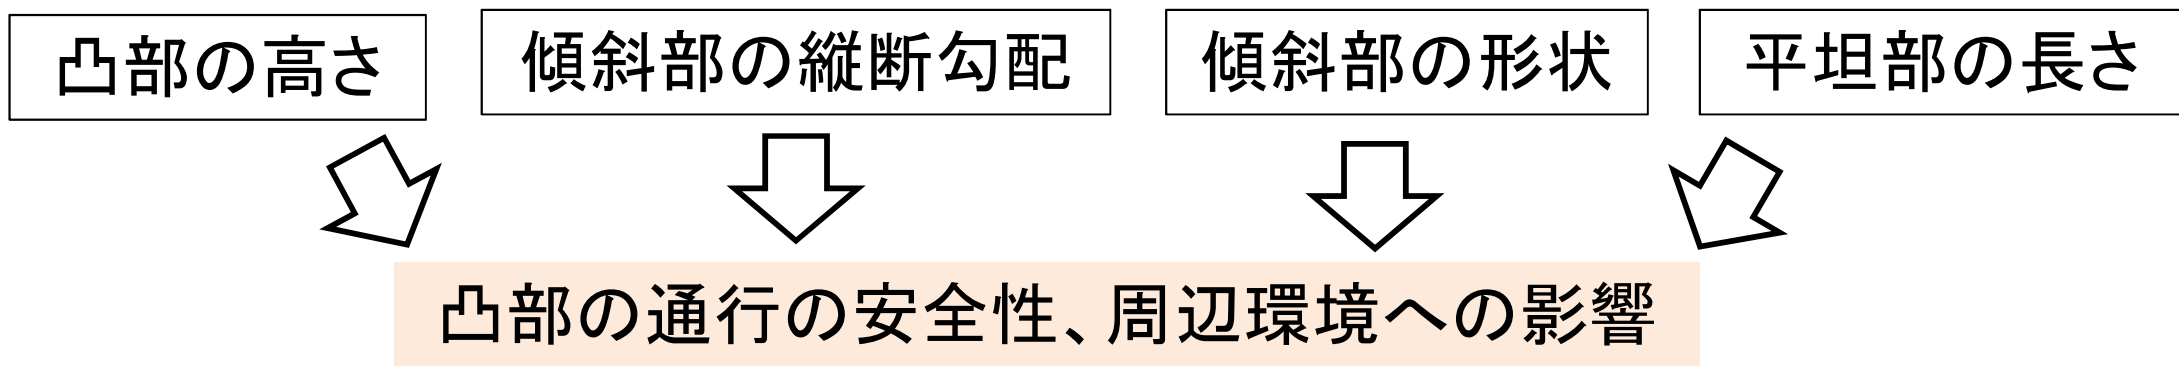 凸部の高さ
傾斜部の縦断勾配
傾斜部の形状
平坦部の長さ
凸部の通行の安全性、周辺環境への影響